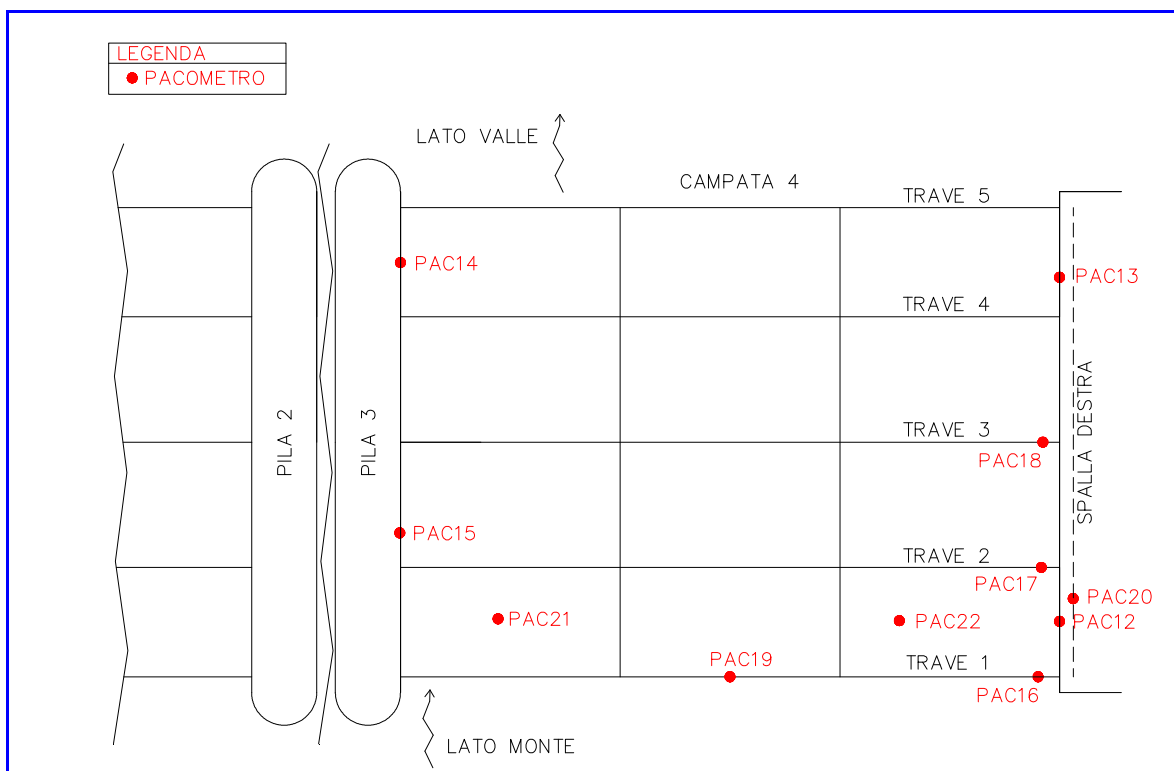 LEGENDA
PACOMETRO
LATO VALLE
CAMPATA 4
TRAVE 5
PAC14
PAC13
TRAVE 4
PILA 2
PILA 3
SPALLA DESTRA
TRAVE 3
PAC18
PAC15
TRAVE 2
PAC17
PAC20
PAC21
PAC22
PAC12
PAC19
TRAVE 1
PAC16
LATO MONTE